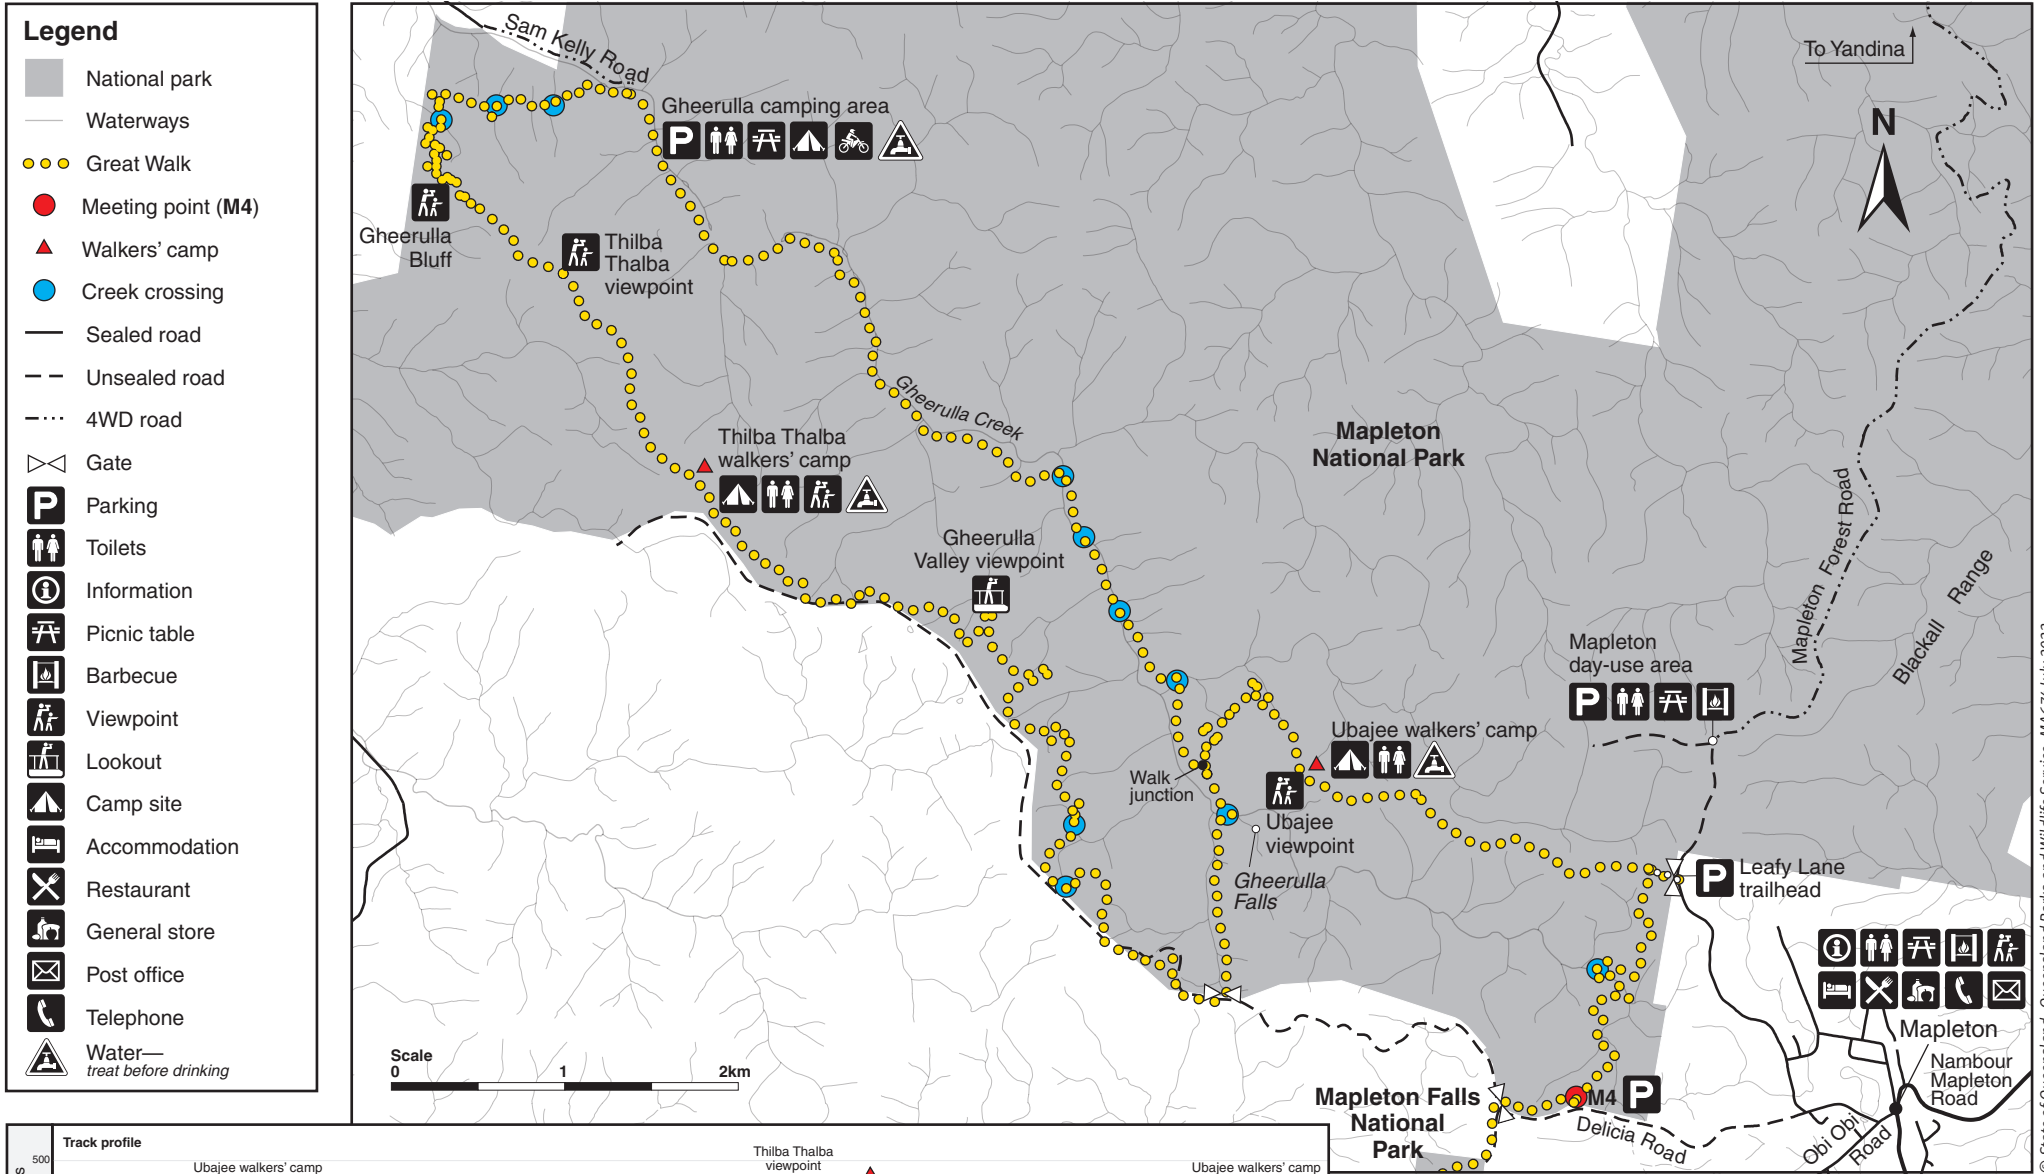 Legend
National park
Waterways
Great Walk
Meeting point (M4)
Walkers' camp
Creek crossing
Sealed road
Unsealed road
4WD road
Gate
P Parking
Toilets
Information
Picnic table
Barbecue
Viewpoint
Lookout
Camp site
Accommodation
Restaurant
General store
Post office
Telephone
Water—
treat before drinking
Sam Kelly Road
Gheerulla camping area
P
To Yandina
N
Gheerulla
Bluff
Thilba
Thalba
viewpoint
Gheerulla Creek
Mapleton
National Park
Thilba Thalba
walkers' camp
Gheerulla
Valley viewpoint
Mapleton Forest Road
Blackall Range
Mapleton
day-use area
P
Ubajee walkers' camp
Walk
junction
Ubajee
viewpoint
Gheerulla
Falls
P
Leafy Lane
trailhead
Mapleton
Nambour
Mapleton
Road
Obi Obi
Road
Scale
0 1 2km
Mapleton Falls
National
Park
M4
P
Delicia Road
Track profile
500
Ubajee walkers' camp
Thilba Thalba
viewpoint
Ubajee walkers' camp